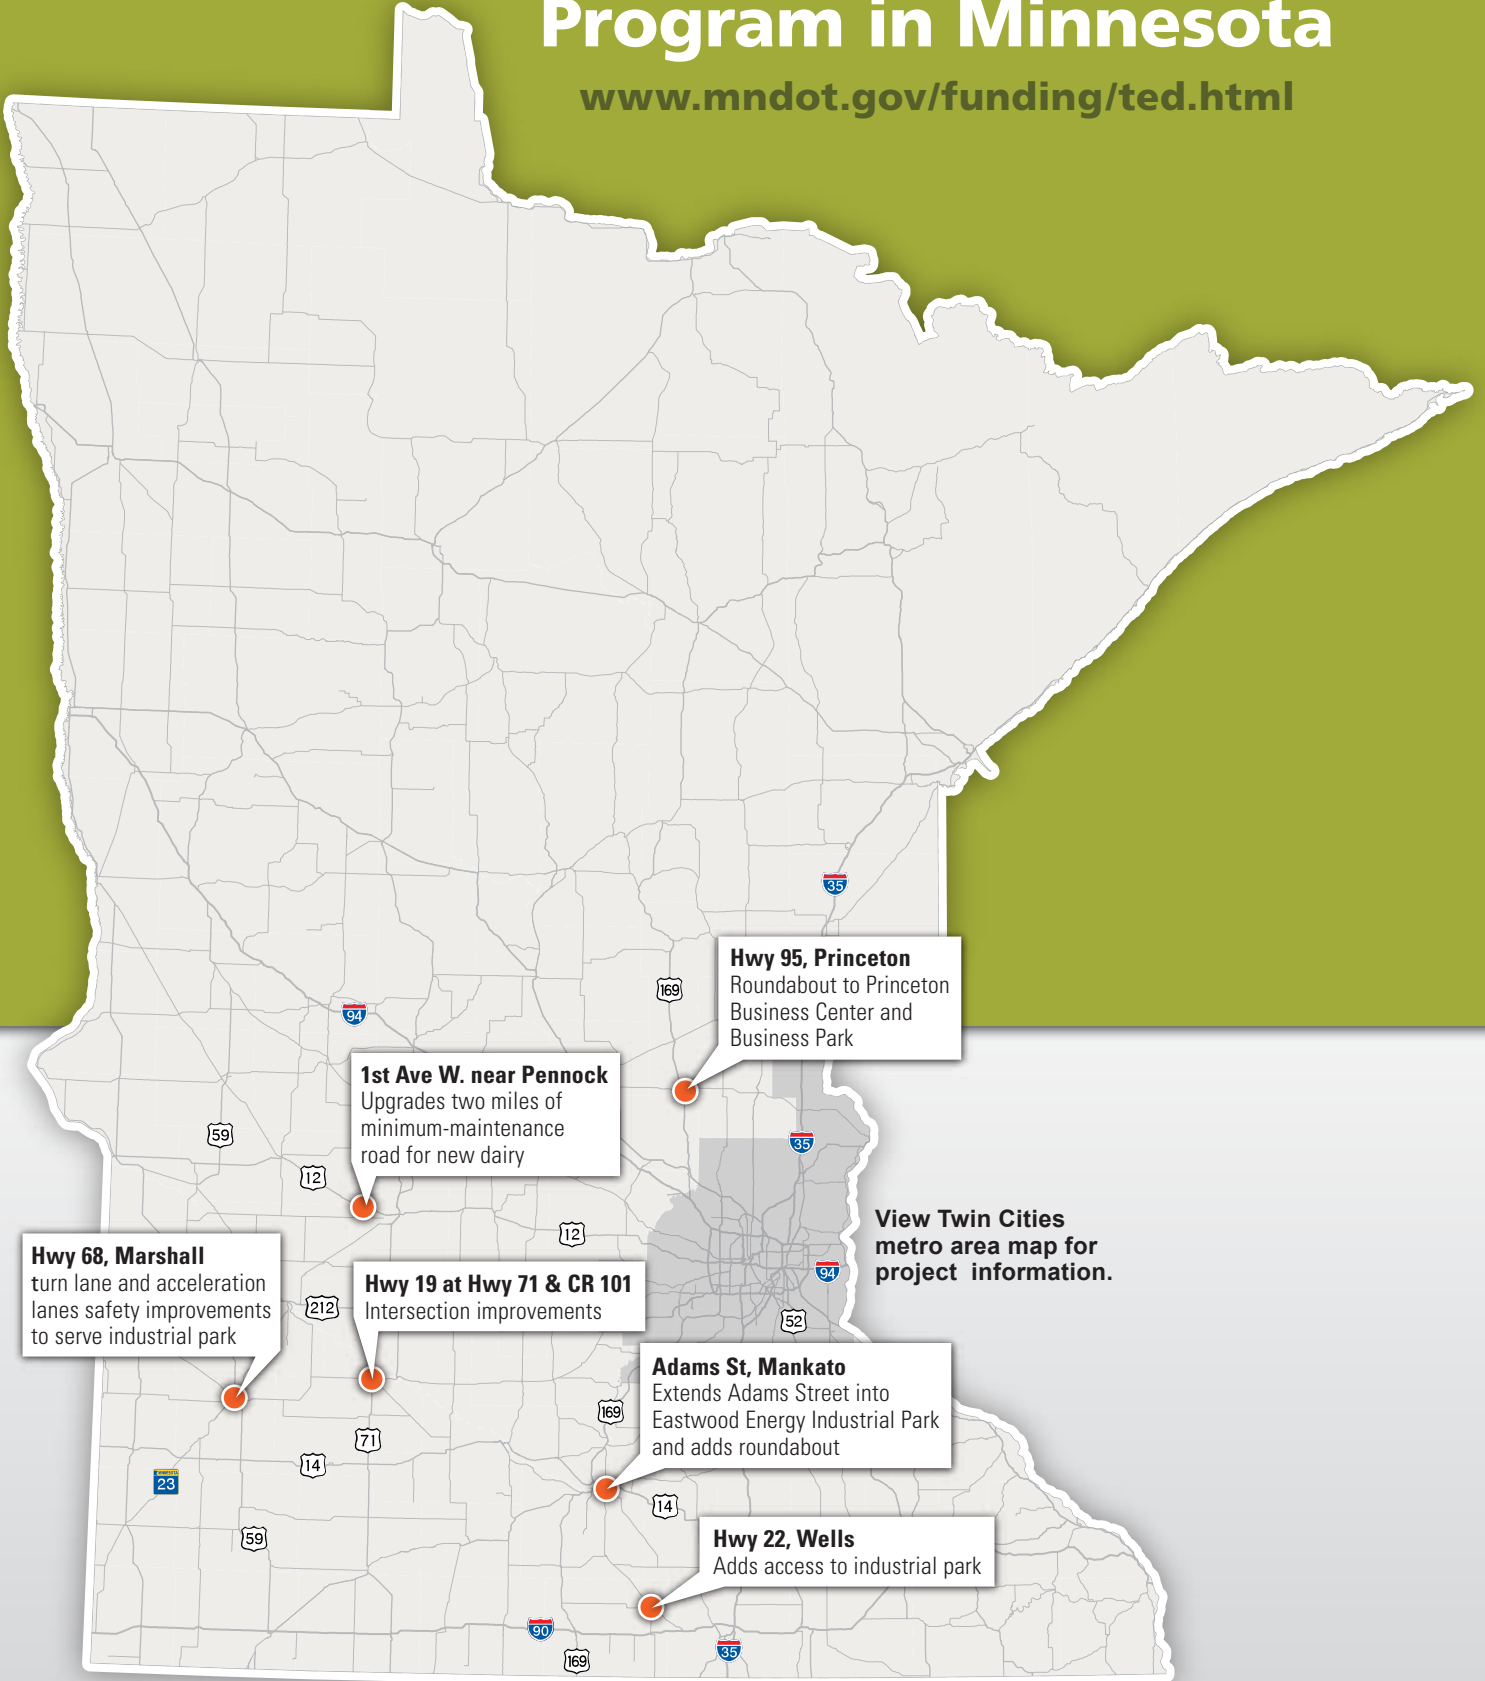 Program in Minnesota
www.mndot.gov/funding/ted.html
35
Hwy 95, Princeton
Roundabout to Princeton
Business Center and
Business Park
169
94
1st Ave W. near Pennock
Upgrades two miles of
minimum-maintenance
road for new dairy
59
35
12
View Twin Cities
metro area map for
project information.
12
Hwy 68, Marshall
turn lane and acceleration
lanes safety improvements
to serve industrial park
Hwy 19 at Hwy 71 & CR 101
Intersection improvements
94
212
52
Adams St, Mankato
Extends Adams Street into
Eastwood Energy Industrial Park
and adds roundabout
169
71
14
MINNESOTA
23
14
59
Hwy 22, Wells
Adds access to industrial park
90
35
169